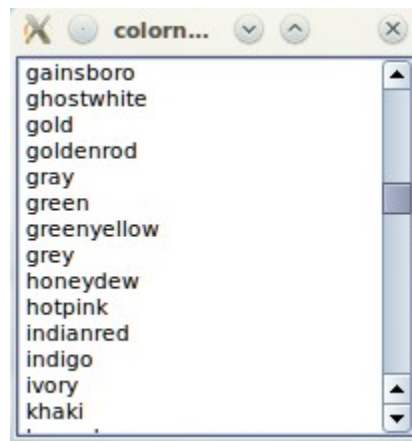 colorn...
gainsboro
ghostwhite
gold
goldenrod
gray
green
greenyellow
grey
honeydew
hotpink
indianred
indigo
ivory
khaki